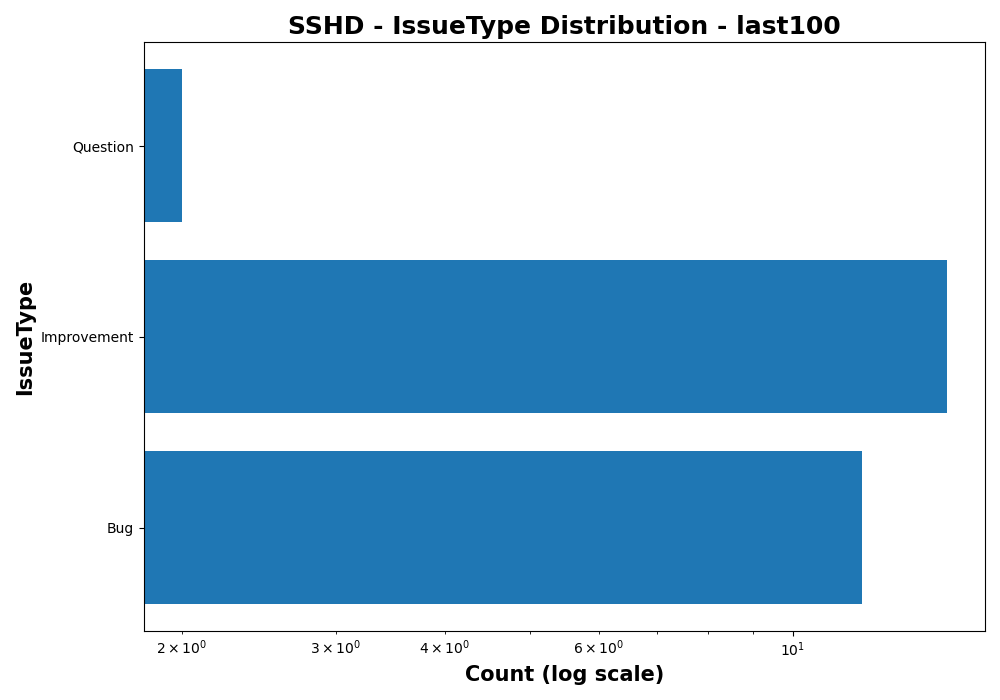 SSHD - IssueType Distribution - last100
IssueType
Question
Improvement
Bug
2 × 10⁰
3 × 10⁰
4 × 10⁰
6 × 10⁰
10¹
Count (log scale)